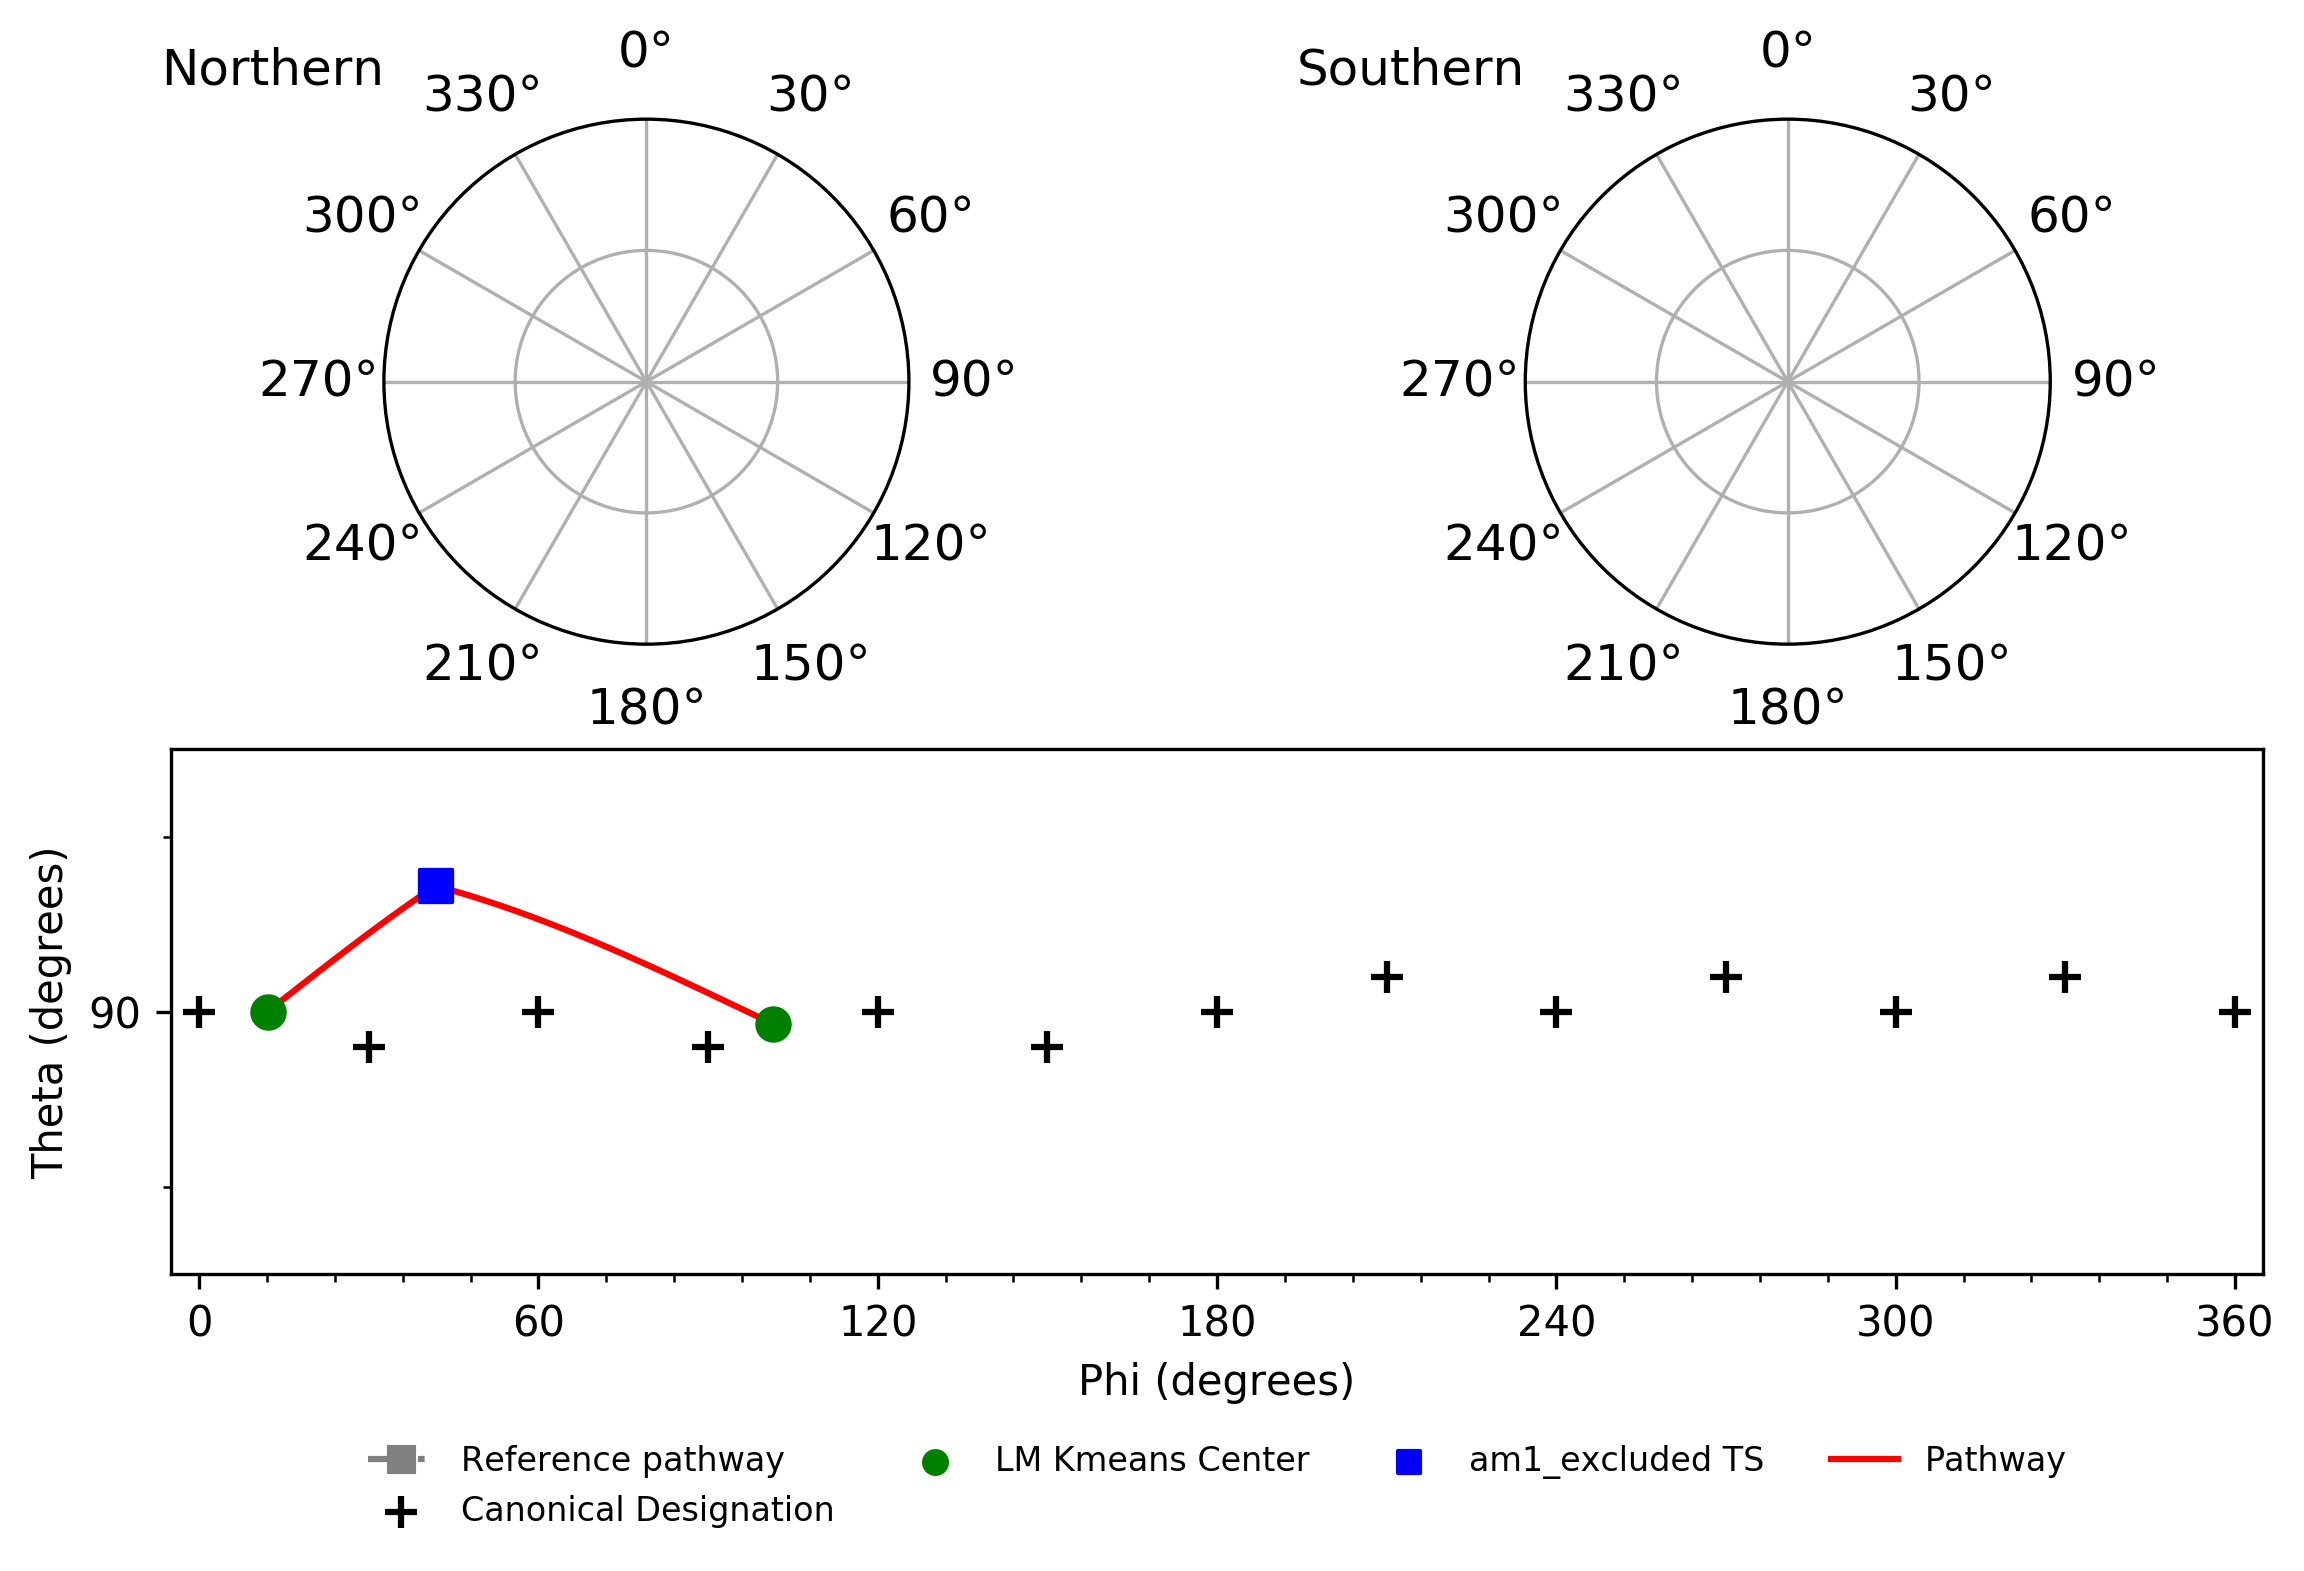 Northern
0°
30°
60°
90°
120°
150°
180°
210°
240°
270°
300°
330°
Southern
0°
30°
60°
90°
120°
150°
180°
210°
240°
270°
300°
330°
Theta (degrees)
90
0 60 120 180 240 300 360
Phi (degrees)
Reference pathway
Canonical Designation
LM Kmeans Center
am1_excluded TS
Pathway